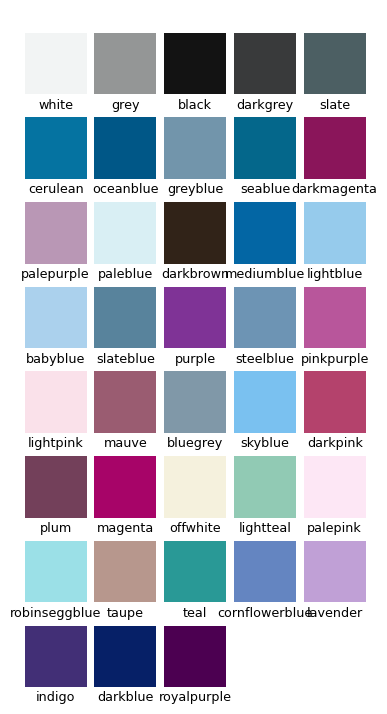 white grey black darkgrey slate
cerulean oceanblue greyblue seablue darkmagenta
palepurple paleblue darkbrown mediumblue lightblue
babyblue slateblue purple steelblue pinkpurple
lightpink mauve bluegrey skyblue darkpink
plum magenta offwhite lightteal palepink
robinseggblue taupe teal cornflowerblue lavender
indigo darkblue royalpurple